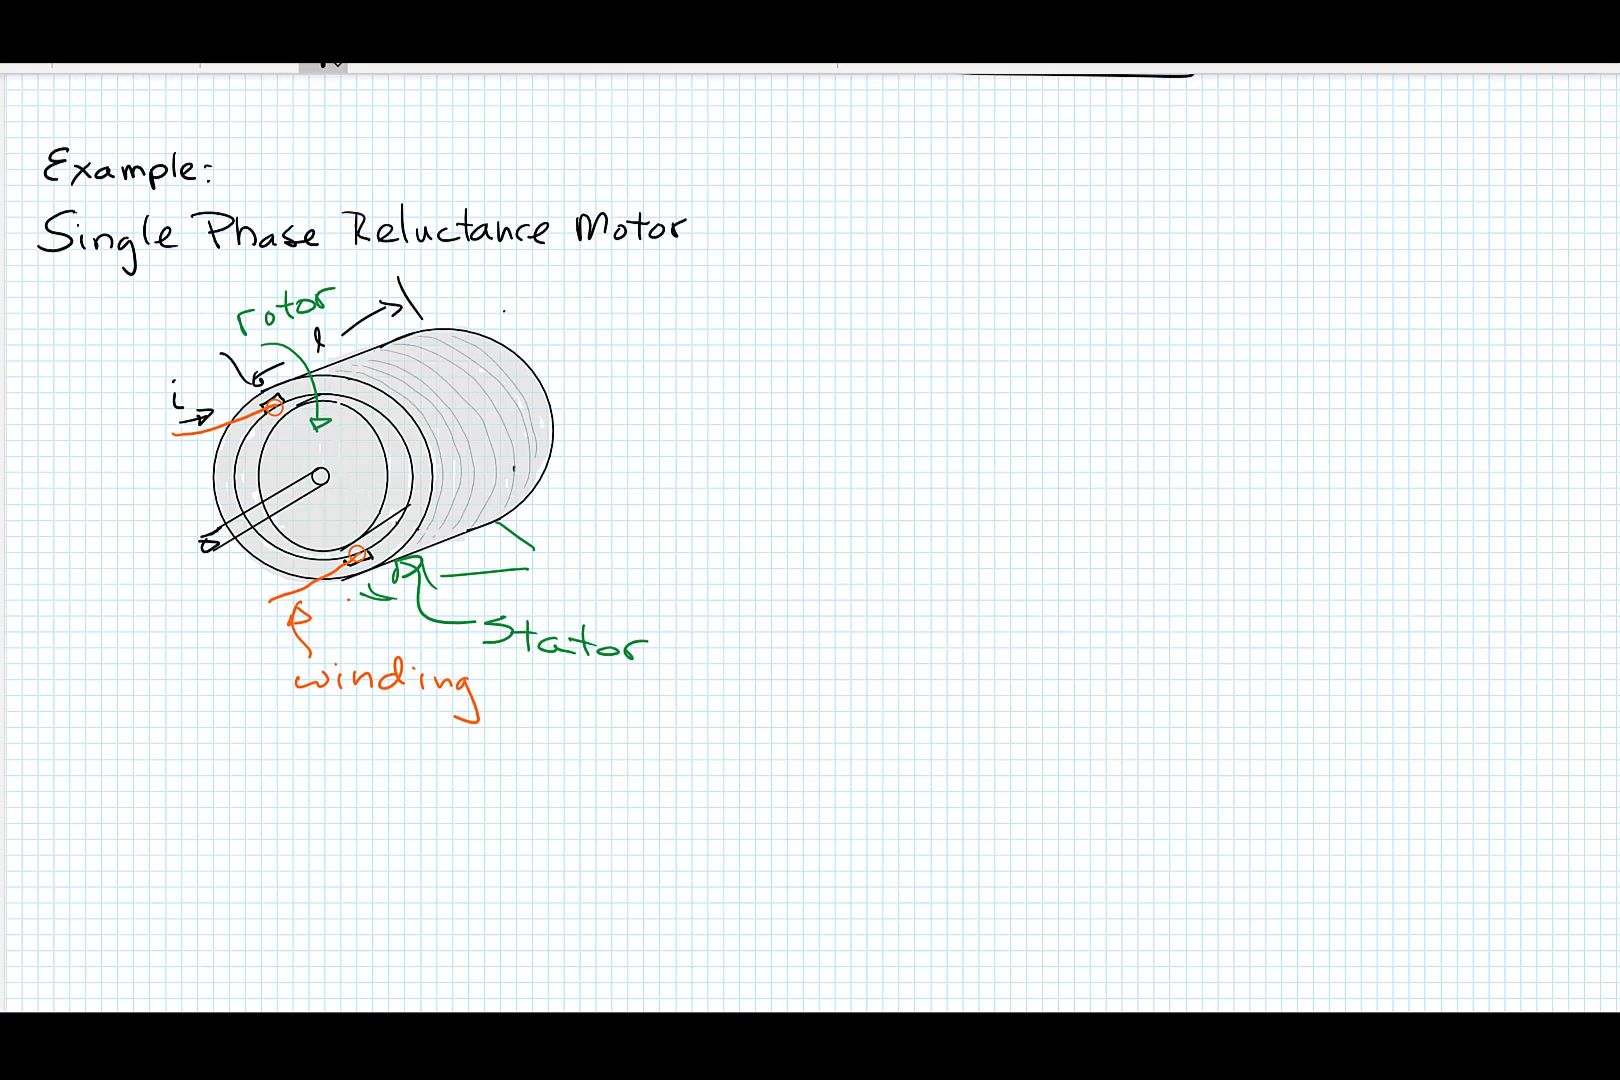 Example:
Single Phase Reluctance Motor
rotor
l
i
Stator
winding